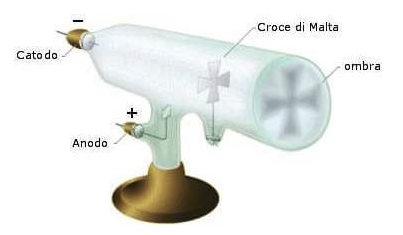 −
Catodo
Croce di Malta
ombra
+
Anodo